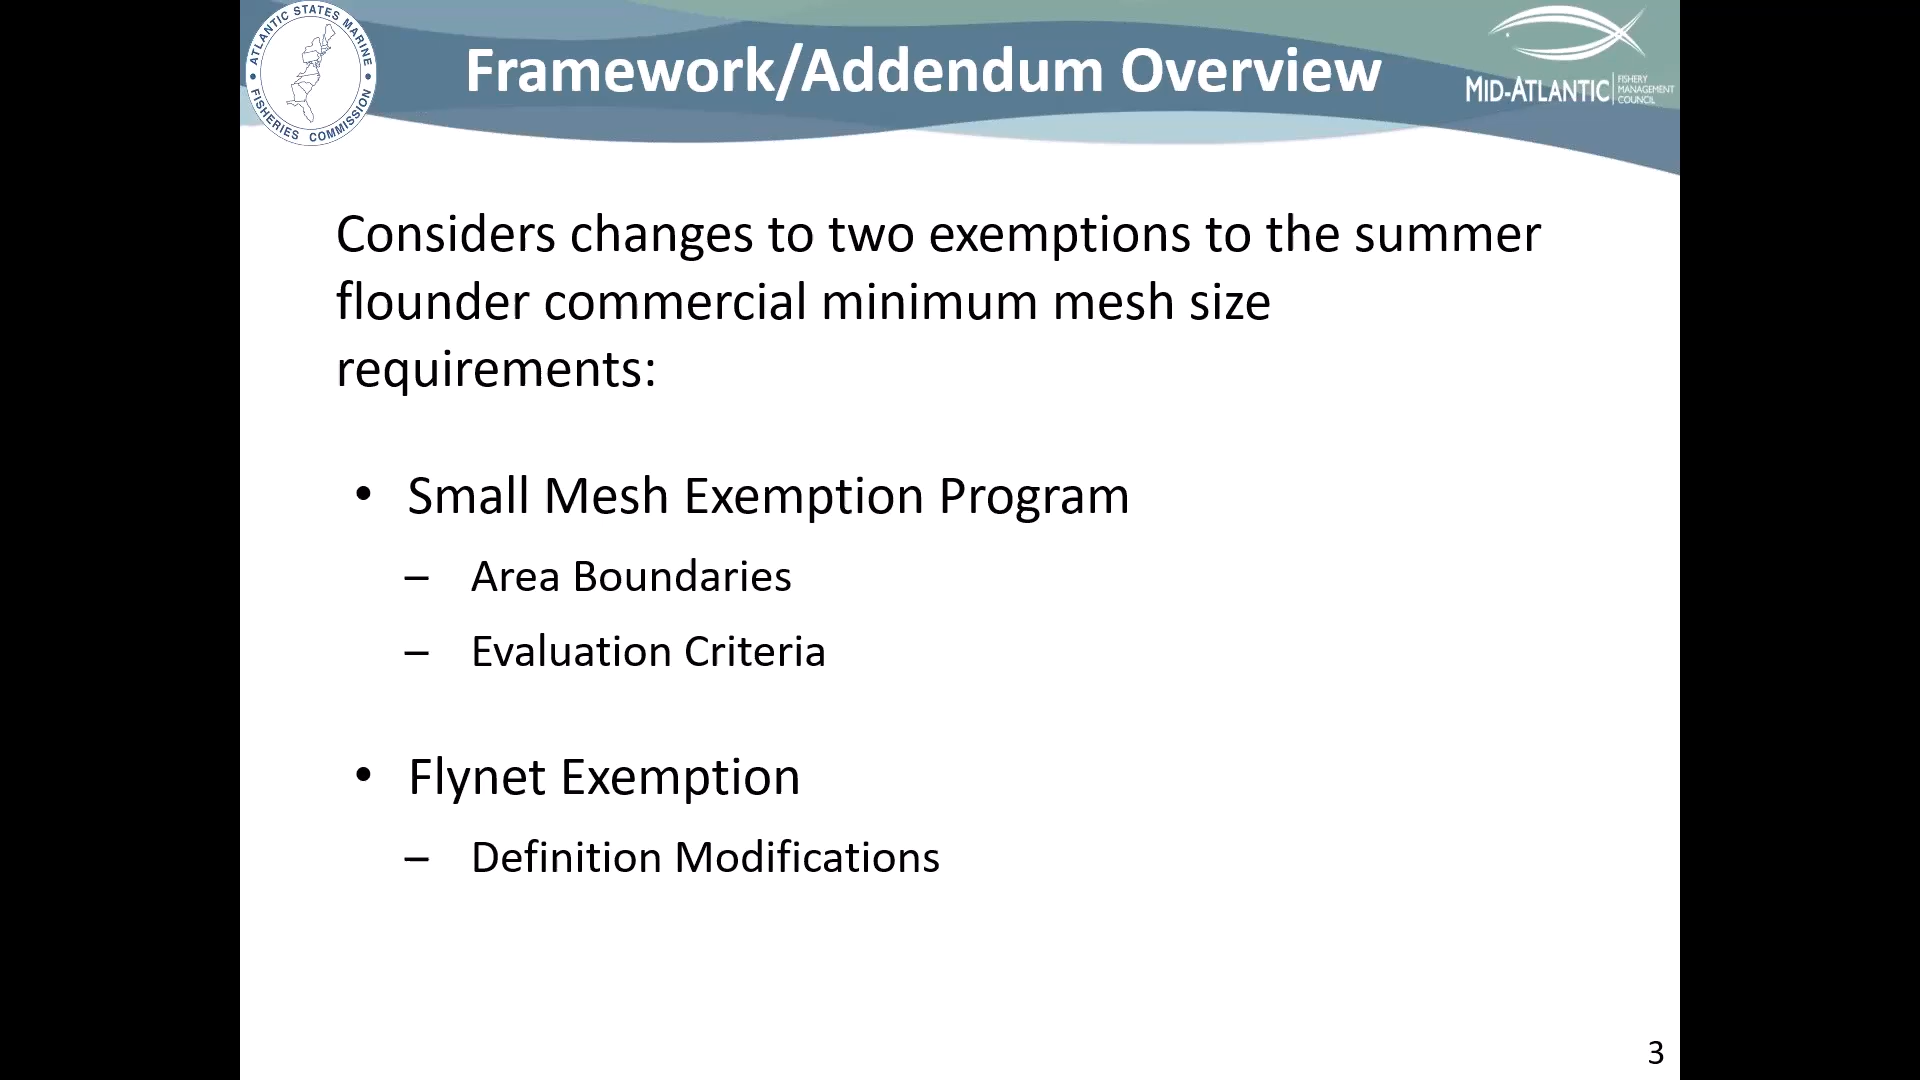 ATLANTIC STATES MARINE
FISHERIES COMMISSION
Framework/Addendum Overview
MID-ATLANTIC
FISHERY
MANAGEMENT
COUNCIL
Considers changes to two exemptions to the summer
flounder commercial minimum mesh size
requirements:
• Small Mesh Exemption Program
– Area Boundaries
– Evaluation Criteria
• Flynet Exemption
– Definition Modifications
3